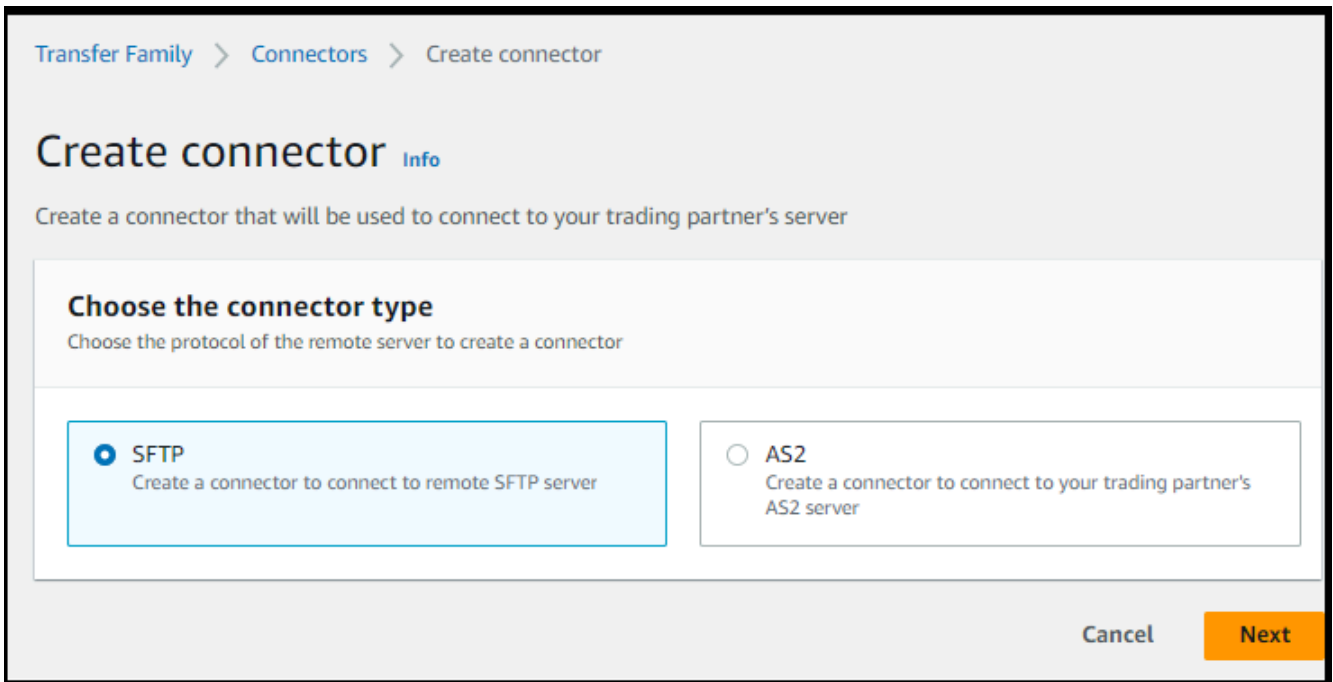 Transfer Family > Connectors > Create connector
Create connector Info
Create a connector that will be used to connect to your trading partner's server
Choose the connector type
Choose the protocol of the remote server to create a connector
SFTP
Create a connector to connect to remote SFTP server
AS2
Create a connector to connect to your trading partner's
AS2 server
Cancel
Next